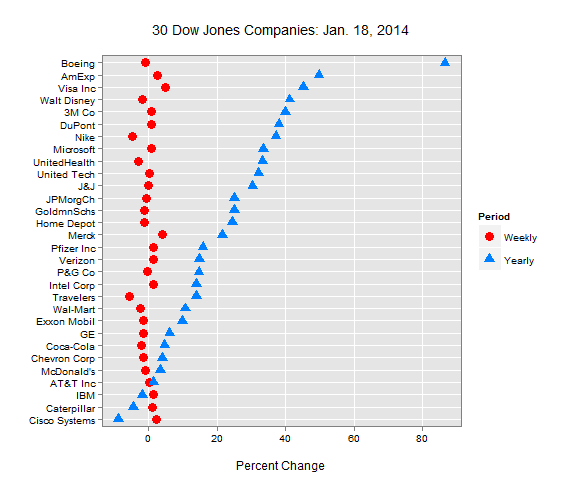 30 Dow Jones Companies: Jan. 18, 2014
Boeing
AmExp
Visa Inc
Walt Disney
3M Co
DuPont
Nike
Microsoft
UnitedHealth
United Tech
J&J
JPMorgCh
GoldmnSchs
Home Depot
Merck
Pfizer Inc
Verizon
P&G Co
Intel Corp
Travelers
Wal-Mart
Exxon Mobil
GE
Coca-Cola
Chevron Corp
McDonald's
AT&T Inc
IBM
Caterpillar
Cisco Systems
0 20 40 60 80
Percent Change
Period
Weekly
Yearly